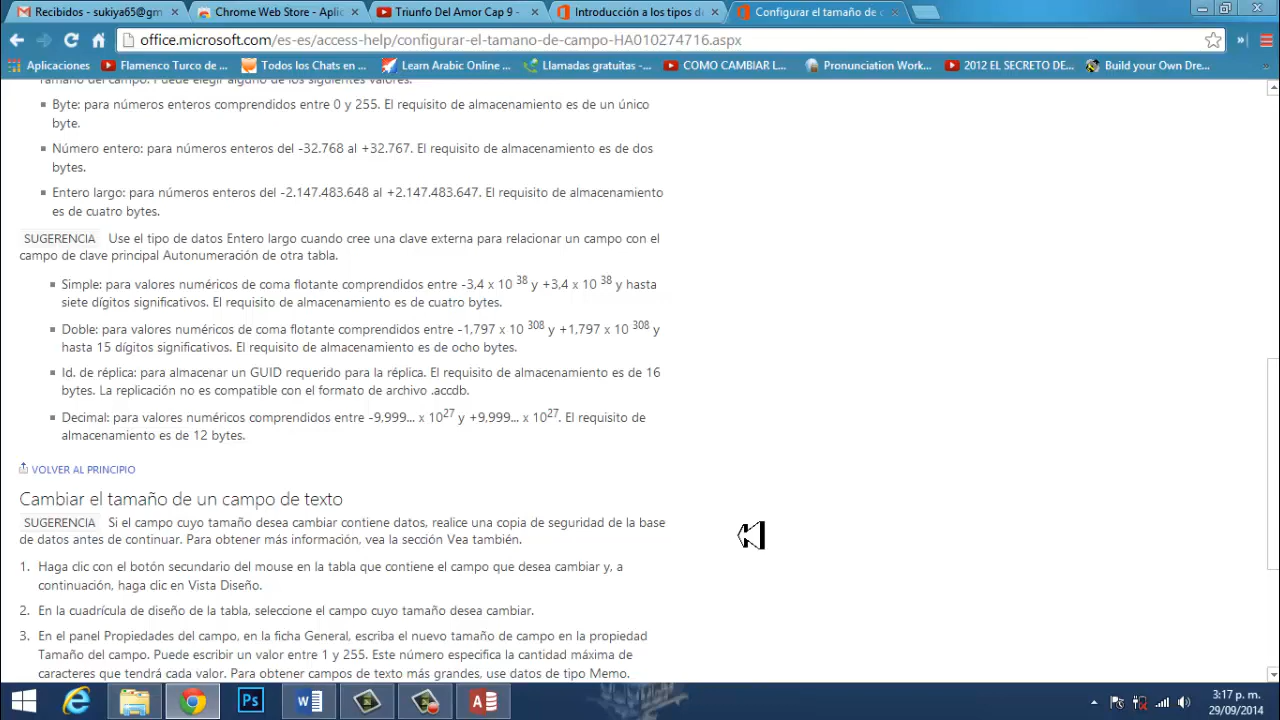 Recibidos - sukiya65@gm
Chrome Web Store - Aplic
Triunfo Del Amor Cap 9 -
Introducción a los tipos d
Configurar el tamaño de
office.microsoft.com/es-es/access-help/configurar-el-tamano-de-campo-HA010274716.aspx
Aplicaciones
Flamenco Turco de ...
Todos los Chats en ...
Learn Arabic Online ...
Llamadas gratuitas -...
COMO CAMBIAR L...
Pronunciation Work...
2012 EL SECRETO DE...
Build your Own Dre...
Tamaño del campo. Puede elegir alguno de los siguientes valores:
Byte: para números enteros comprendidos entre 0 y 255. El requisito de almacenamiento es de un único
byte.
Número entero: para números enteros del -32.768 al +32.767. El requisito de almacenamiento es de dos
bytes.
Entero largo: para números enteros del -2.147.483.648 al +2.147.483.647. El requisito de almacenamiento
es de cuatro bytes.
SUGERENCIA Use el tipo de datos Entero largo cuando cree una clave externa para relacionar un campo con el
campo de clave principal Autonumeración de otra tabla.
Simple: para valores numéricos de coma flotante comprendidos entre -3,4 x 10 38 y +3,4 x 10 38 y hasta
siete dígitos significativos. El requisito de almacenamiento es de cuatro bytes.
Doble: para valores numéricos de coma flotante comprendidos entre -1,797 x 10 308 y +1,797 x 10 308 y
hasta 15 dígitos significativos. El requisito de almacenamiento es de ocho bytes.
Id. de réplica: para almacenar un GUID requerido para la réplica. El requisito de almacenamiento es de 16
bytes. La replicación no es compatible con el formato de archivo .accdb.
Decimal: para valores numéricos comprendidos entre -9,999... x 1027 y +9,999... x 1027. El requisito de
almacenamiento es de 12 bytes.
VOLVER AL PRINCIPIO
Cambiar el tamaño de un campo de texto
SUGERENCIA Si el campo cuyo tamaño desea cambiar contiene datos, realice una copia de seguridad de la base
de datos antes de continuar. Para obtener más información, vea la sección Vea también.
1. Haga clic con el botón secundario del mouse en la tabla que contiene el campo que desea cambiar y, a
continuación, haga clic en Vista Diseño.
2. En la cuadrícula de diseño de la tabla, seleccione el campo cuyo tamaño desea cambiar.
3. En el panel Propiedades del campo, en la ficha General, escriba el nuevo tamaño de campo en la propiedad
Tamaño del campo. Puede escribir un valor entre 1 y 255. Este número especifica la cantidad máxima de
caracteres que tendrá cada valor. Para obtener campos de texto más grandes, use datos de tipo Memo.
3:17 p. m.
29/09/2014